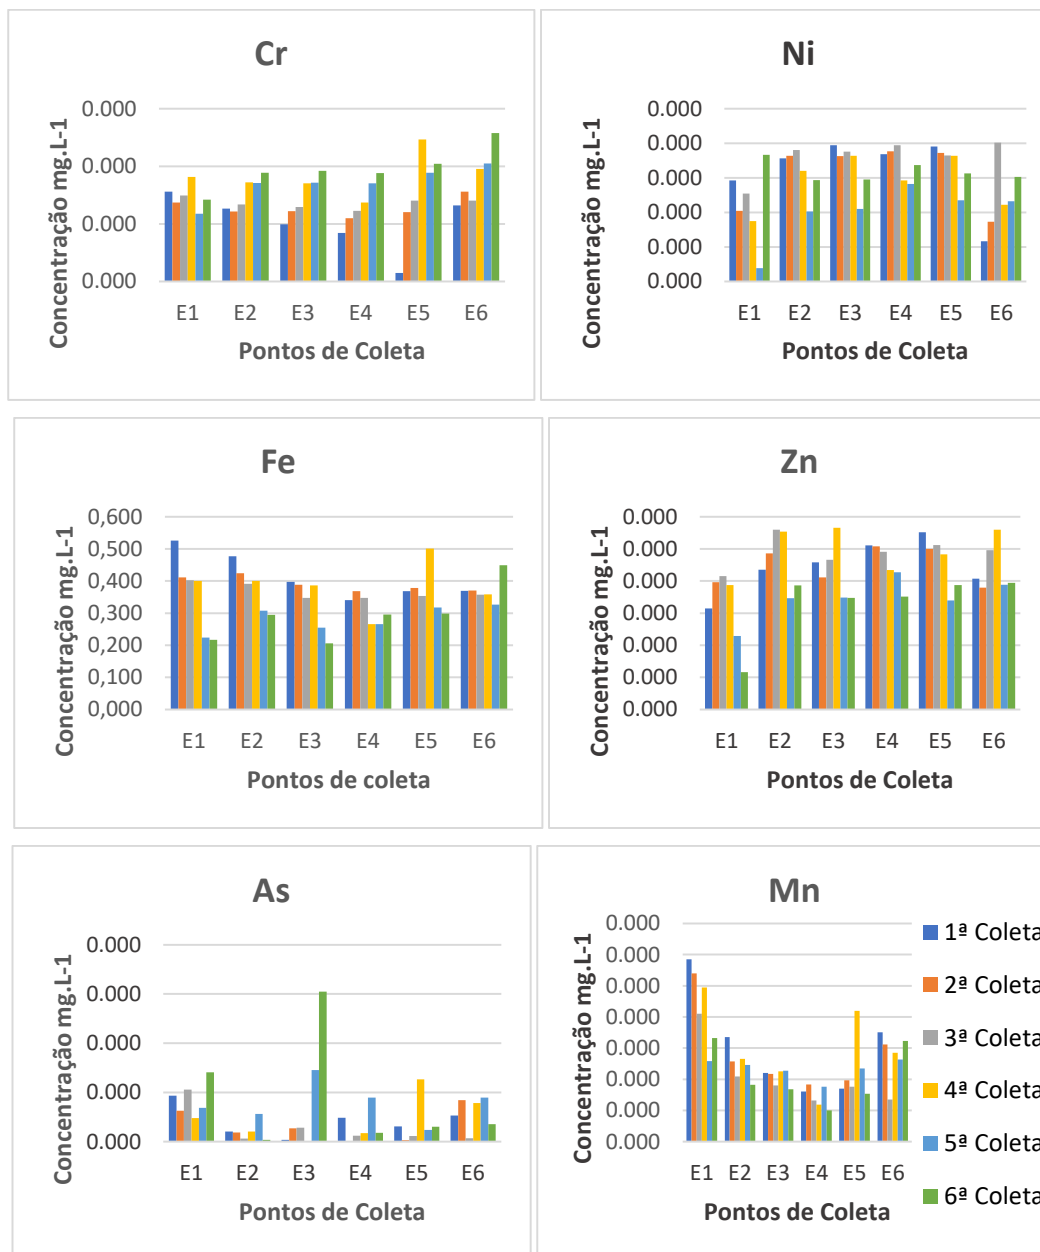 Cr
Concentração mg.L-1
0.000
0.000
0.000
0.000
E1 E2 E3 E4 E5 E6
Pontos de Coleta
Ni
Concentração mg.L-1
0.000
0.000
0.000
0.000
0.000
0.000
E1 E2 E3 E4 E5 E6
Pontos de Coleta
Fe
Concentração mg.L-1
0,600
0,500
0,400
0,300
0,200
0,100
0,000
E1 E2 E3 E4 E5 E6
Pontos de coleta
Zn
Concentração mg.L-1
0.000
0.000
0.000
0.000
0.000
0.000
0.000
E1 E2 E3 E4 E5 E6
Pontos de Coleta
As
Concentração mg.L-1
0.000
0.000
0.000
0.000
0.000
E1 E2 E3 E4 E5 E6
Pontos de Coleta
Mn
Concentração mg.L-1
0.000
0.000
0.000
0.000
0.000
0.000
0.000
0.000
E1 E2 E3 E4 E5 E6
Pontos de Coleta
1ª Coleta
2ª Coleta
3ª Coleta
4ª Coleta
5ª Coleta
6ª Coleta